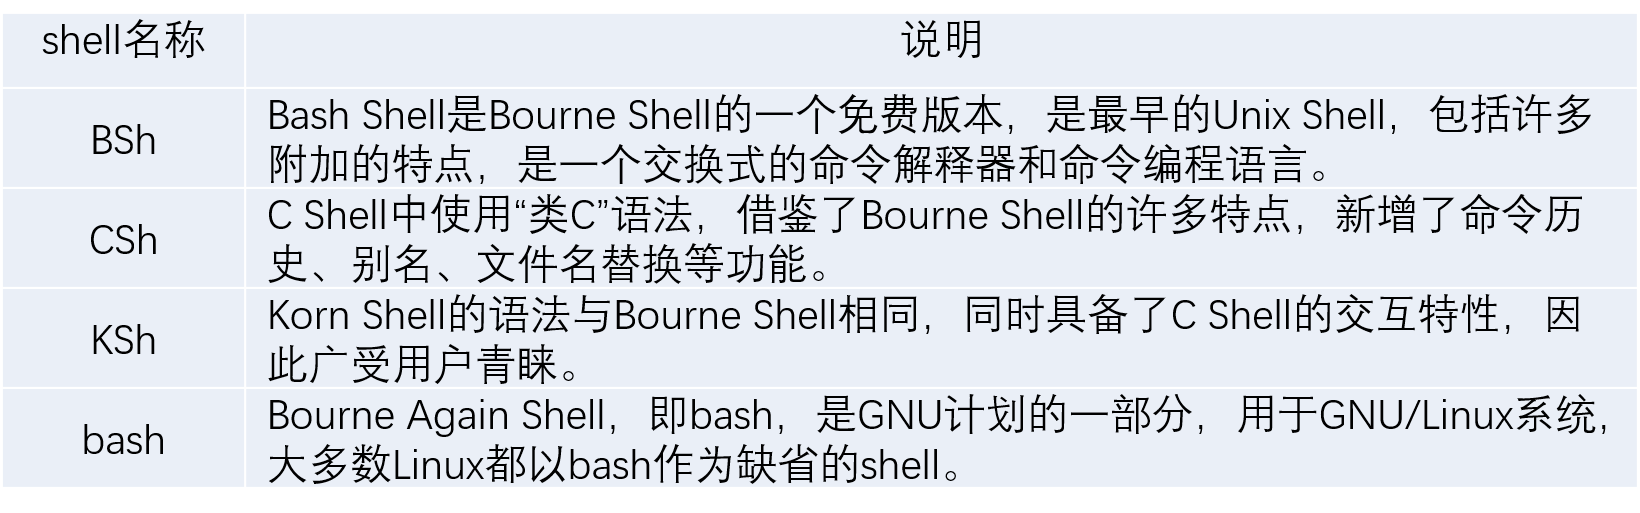 shell名称
说明
BSh
Bash Shell是Bourne Shell的一个免费版本，是最早的Unix Shell，包括许多
附加的特点，是一个交换式的命令解释器和命令编程语言。
CSh
C Shell中使用“类C”语法，借鉴了Bourne Shell的许多特点，新增了命令历
史、别名、文件名替换等功能。
KSh
Korn Shell的语法与Bourne Shell相同，同时具备了C Shell的交互特性，因
此广受用户青睐。
bash
Bourne Again Shell，即bash，是GNU计划的一部分，用于GNU/Linux系统，
大多数Linux都以bash作为缺省的shell。